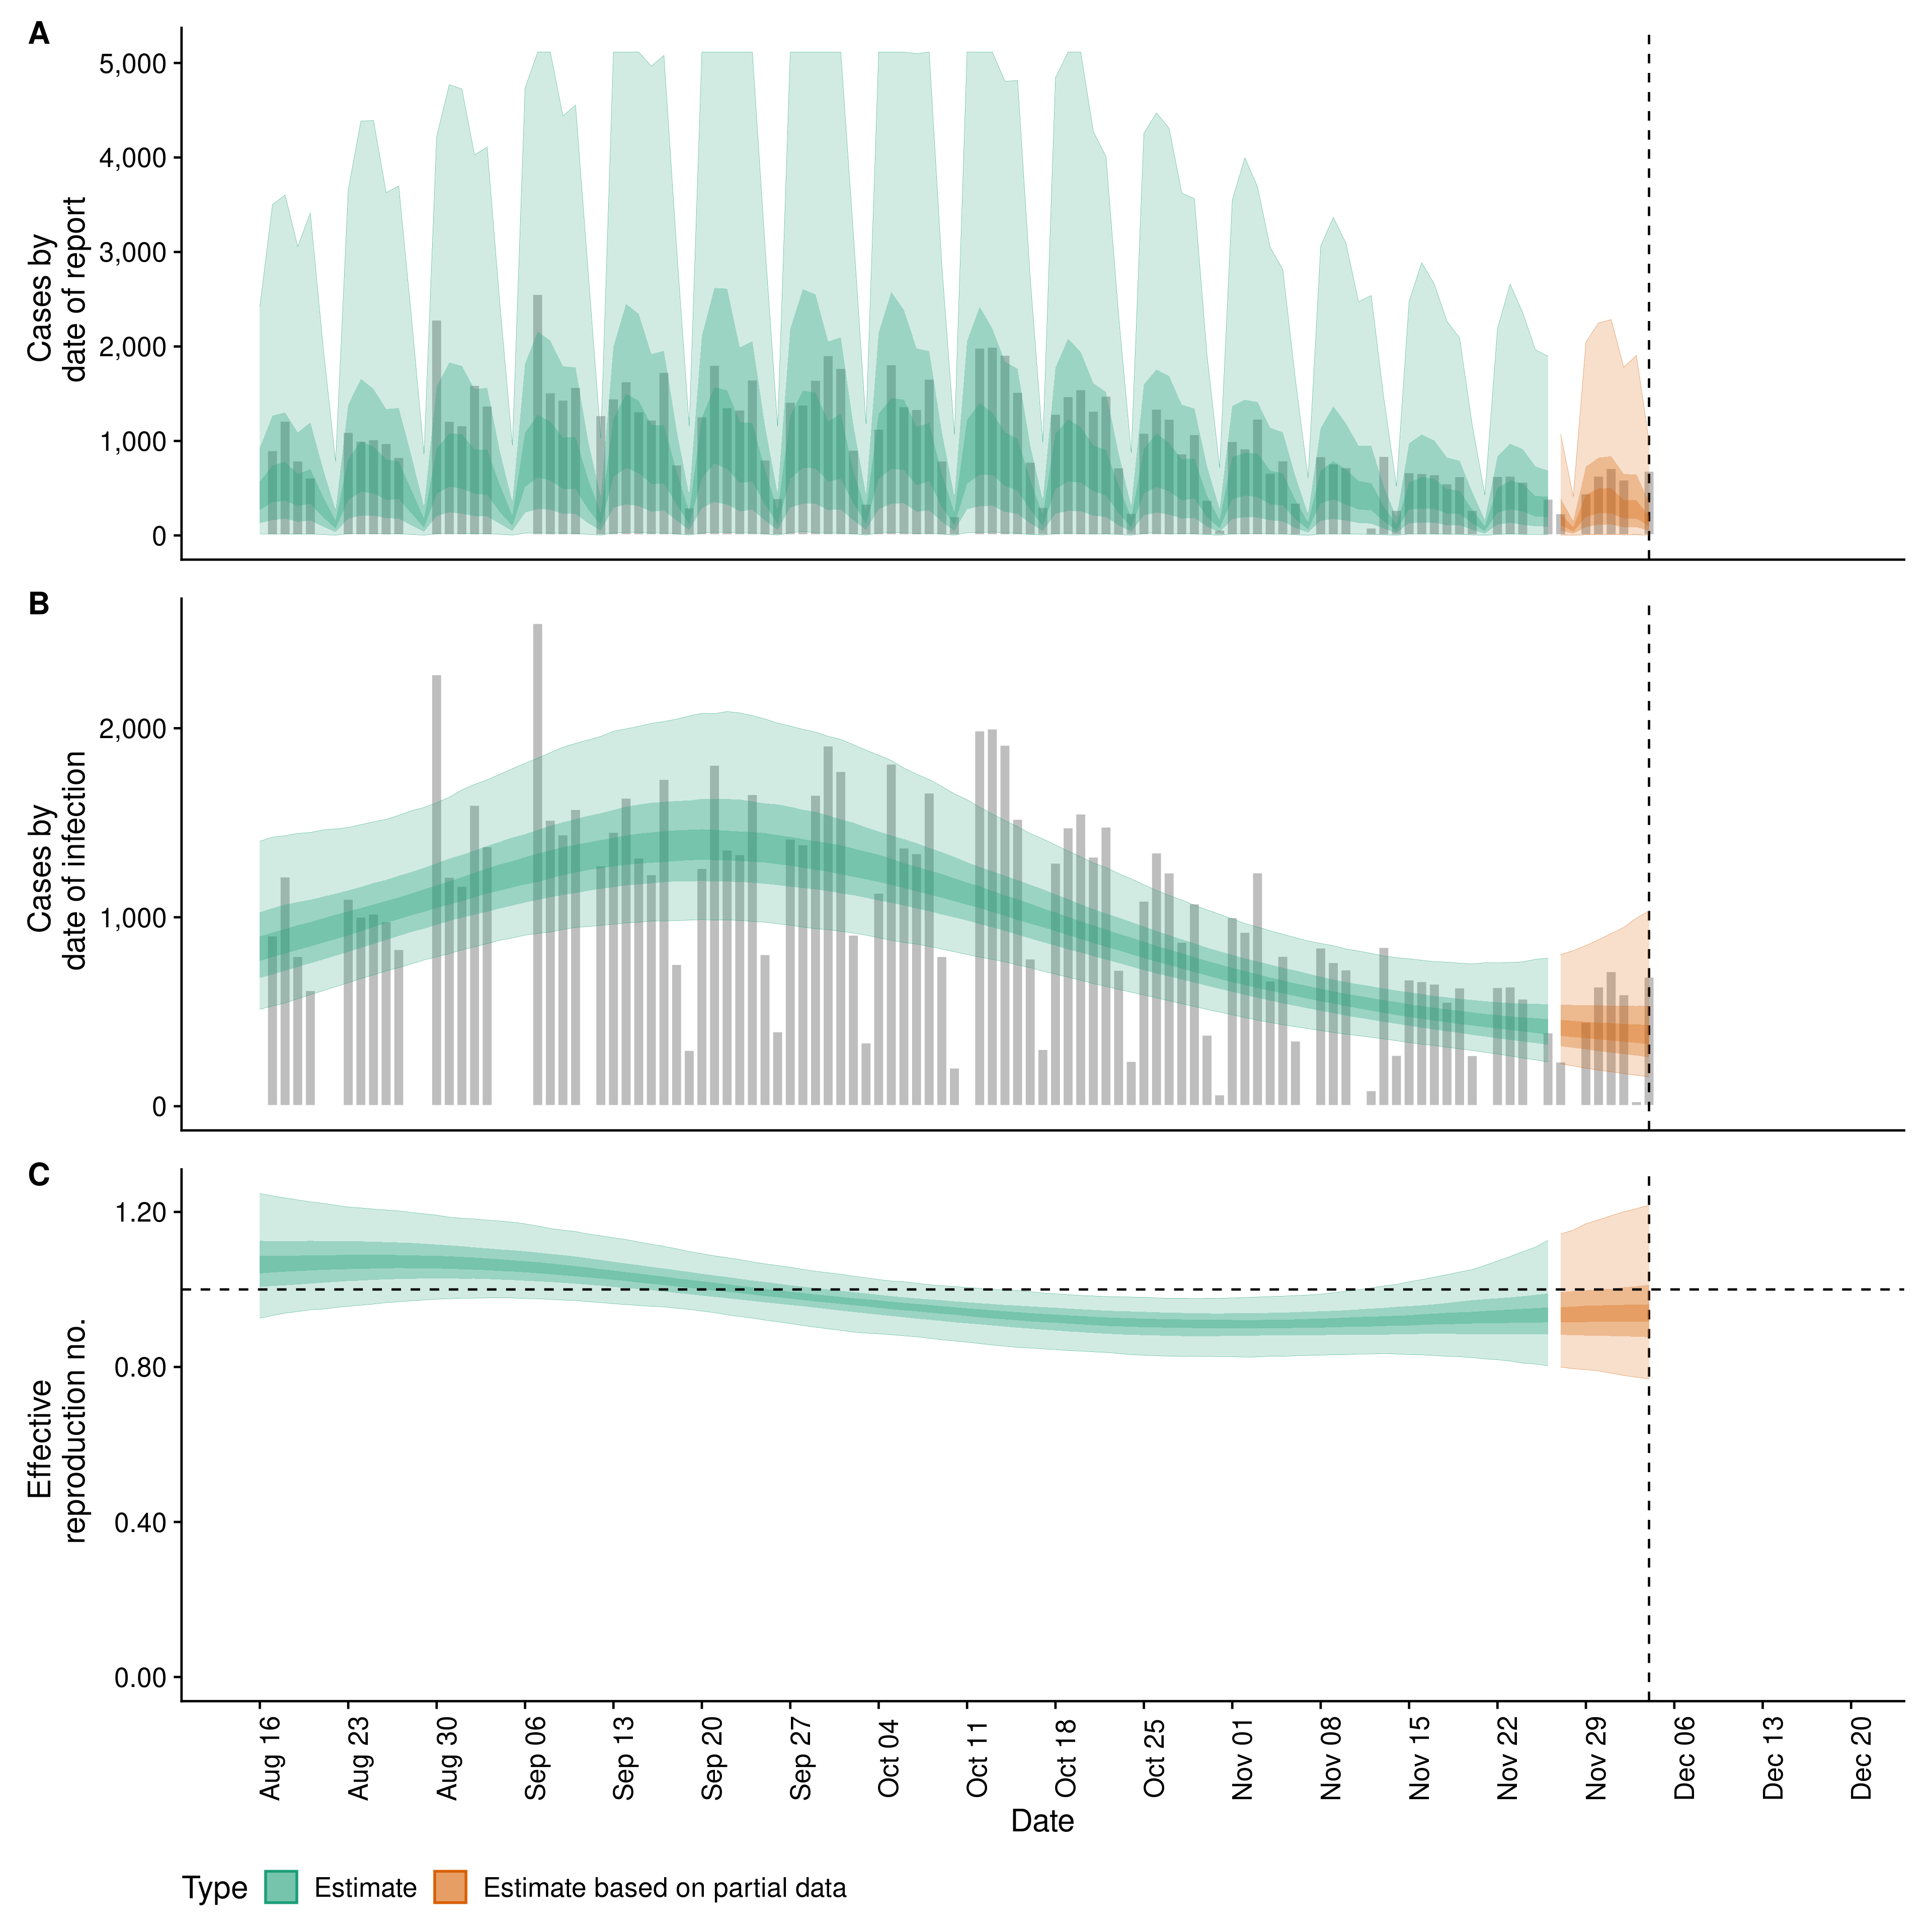 A
Cases by
date of report
5,000
4,000
3,000
2,000
1,000
0
B
Cases by
date of infection
2,000
1,000
0
C
Effective
reproduction no.
1.20
0.80
0.40
0.00
Aug 16
Aug 23
Aug 30
Sep 06
Sep 13
Sep 20
Sep 27
Oct 04
Oct 11
Oct 18
Oct 25
Nov 01
Nov 08
Nov 15
Nov 22
Nov 29
Dec 06
Dec 13
Dec 20
Date
Type Estimate Estimate based on partial data